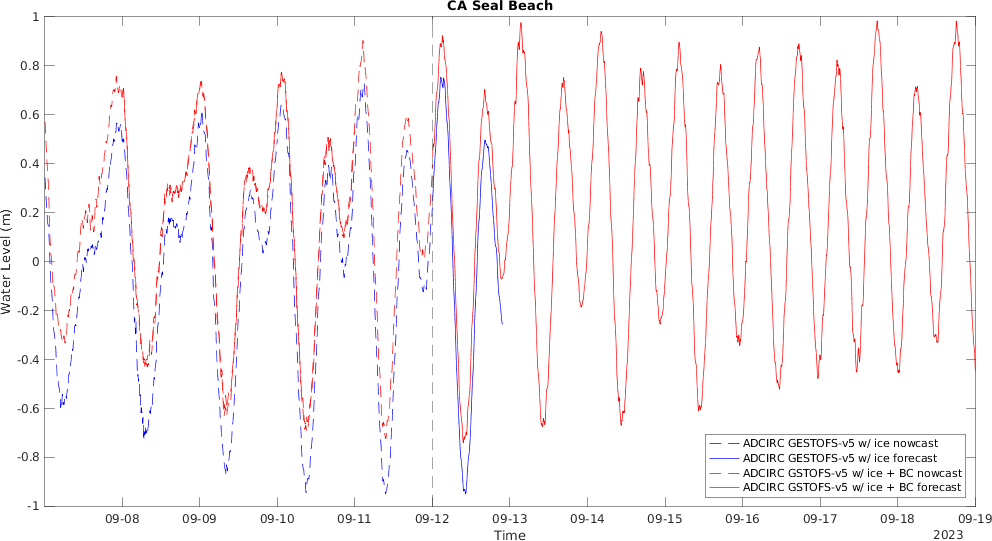 CA Seal Beach
Water Level (m)
1
0.8
0.6
0.4
0.2
0
-0.2
-0.4
-0.6
-0.8
-1
09-08 09-09 09-10 09-11 09-12 09-13 09-14 09-15 09-16 09-17 09-18 09-19
Time
2023
ADCIRC GESTOFS-v5 w/ ice nowcast
ADCIRC GESTOFS-v5 w/ ice forecast
ADCIRC GSTOFS-v5 w/ ice + BC nowcast
ADCIRC GSTOFS-v5 w/ ice + BC forecast